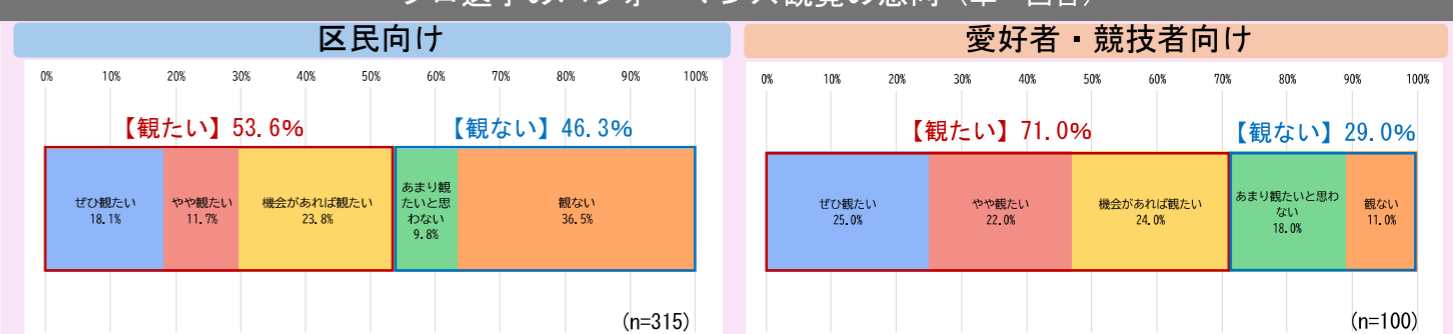 区民向け
0% 10% 20% 30% 40% 50% 60% 70% 80% 90% 100%
【観たい】53.6%
【観ない】46.3%
ぜひ観たい
18.1%
やや観たい
11.7%
機会があれば観たい
23.8%
あまり観
たいと思
わない
9.8%
観ない
36.5%
(n=315)
愛好者・競技者向け
0% 10% 20% 30% 40% 50% 60% 70% 80% 90% 100%
【観たい】71.0%
【観ない】29.0%
ぜひ観たい
25.0%
やや観たい
22.0%
機会があれば観たい
24.0%
あまり観たいと思わ
ない
18.0%
観ない
11.0%
(n=100)